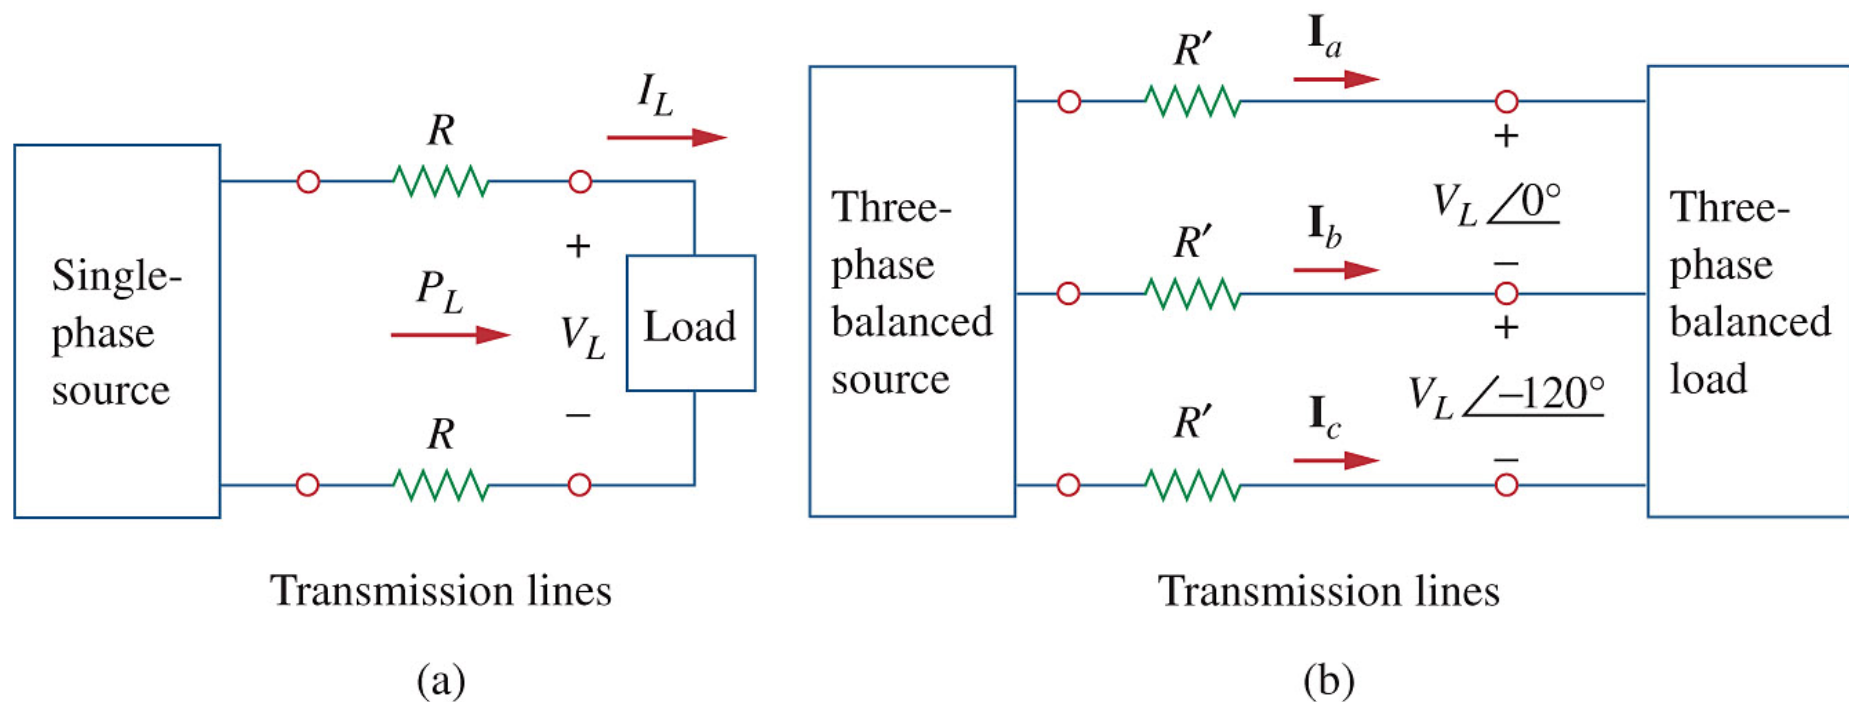 Single-
phase
source
R
I_L
P_L
+
V_L
−
Load
R
Transmission lines
(a)
Three-
phase
balanced
source
R′
I_a
+
V_L ∠0°
−
R′
I_b
+
V_L ∠−120°
−
R′
I_c
Three-
phase
balanced
load
Transmission lines
(b)